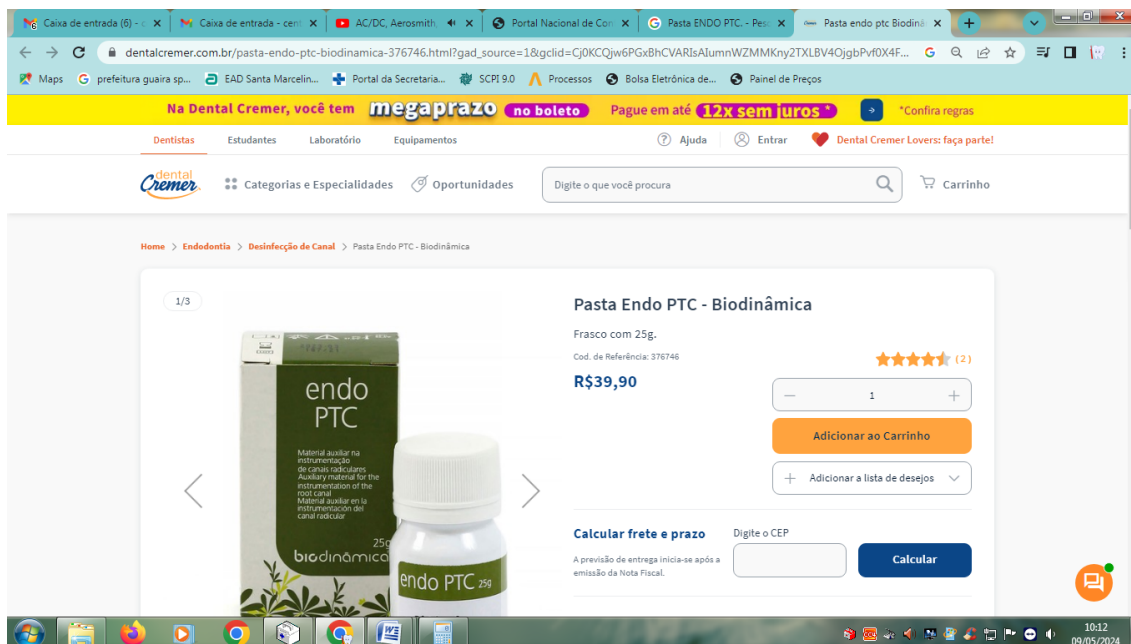 Caixa de entrada (6) - c
Caixa de entrada - cent
AC/DC, Aerosmith,
Portal Nacional de Con
Pasta ENDO PTC. - Pesq
Pasta endo ptc Biodinâ
dentalcremer.com.br/pasta-endo-ptc-biodinamica-376746.html?gad_source=1&gclid=Cj0KCQjw6PGxBhCVARIsAIumnWZMMKny2TXLBV4OjgbPvf0X4F...
Maps
prefeitura guaira sp...
EAD Santa Marcelin...
Portal da Secretaria...
SCPI 9.0
Processos
Bolsa Eletrônica de...
Painel de Preços
Na Dental Cremer, você tem megaprazo no boleto Pague em até 12x sem juros* *Confira regras
Dentistas Estudantes Laboratório Equipamentos Ajuda Entrar Dental Cremer Lovers: faça parte!
dental
Cremer
Categorias e Especialidades Oportunidades Digite o que você procura Carrinho
Home > Endodontia > Desinfecção de Canal > Pasta Endo PTC - Biodinâmica
1/3
endo
PTC
Material auxiliar na
instrumentação
de canais radiculares
Auxiliary material for the
instrumentation of the
root canal
Material auxiliar en la
instrumentación del
canal radicular
25g
biodinâmica
endo PTC 25g
Pasta Endo PTC - Biodinâmica
Frasco com 25g.
Cod. de Referência: 376746
(2)
R$39,90
1
Adicionar ao Carrinho
Adicionar a lista de desejos
Calcular frete e prazo
Digite o CEP
A previsão de entrega inicia-se após a
emissão da Nota Fiscal.
Calcular
10:12
09/05/2024